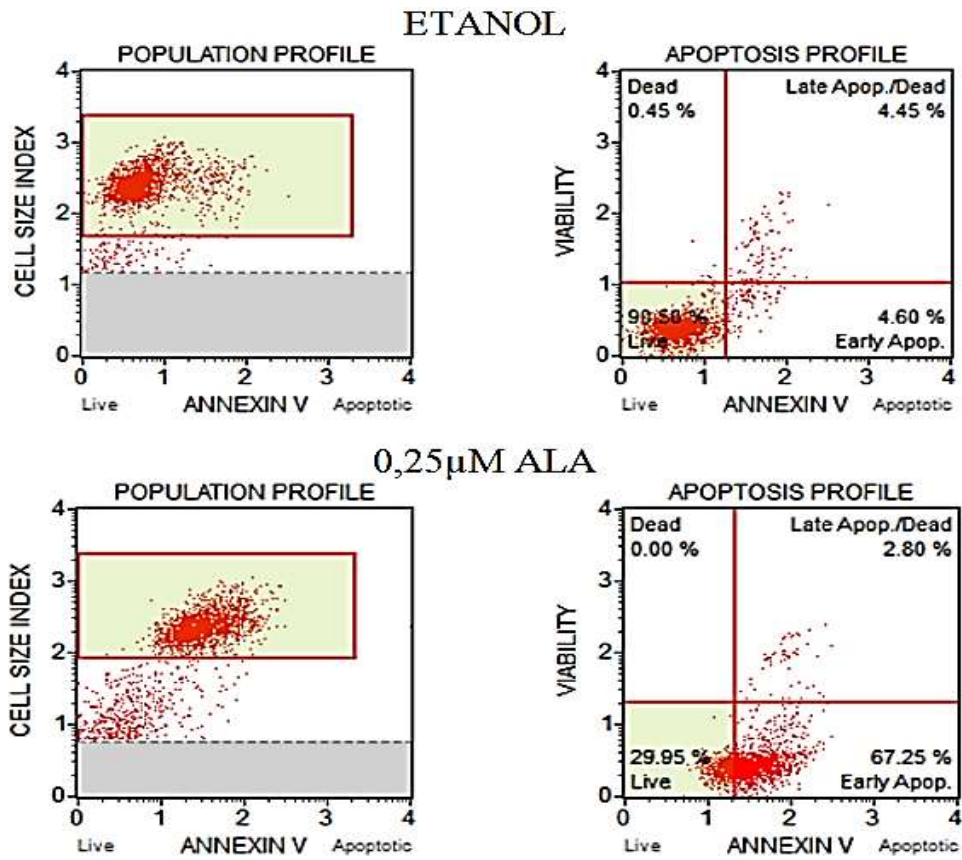 ETANOL
POPULATION PROFILE
CELL SIZE INDEX
4
3
2
1
0
0 1 2 3 4
Live ANNEXIN V Apoptotic
APOPTOSIS PROFILE
VIABILITY
4
3
2
1
0
Dead Late Apop./Dead
0.45 % 4.45 %
90.50 % 4.60 %
Live Early Apop.
0 1 2 3 4
Live ANNEXIN V Apoptotic
0,25µM ALA
POPULATION PROFILE
CELL SIZE INDEX
4
3
2
1
0
0 1 2 3 4
Live ANNEXIN V Apoptotic
APOPTOSIS PROFILE
VIABILITY
4
3
2
1
0
Dead Late Apop./Dead
0.00 % 2.80 %
29.95 % 67.25 %
Live Early Apop.
0 1 2 3 4
Live ANNEXIN V Apoptotic